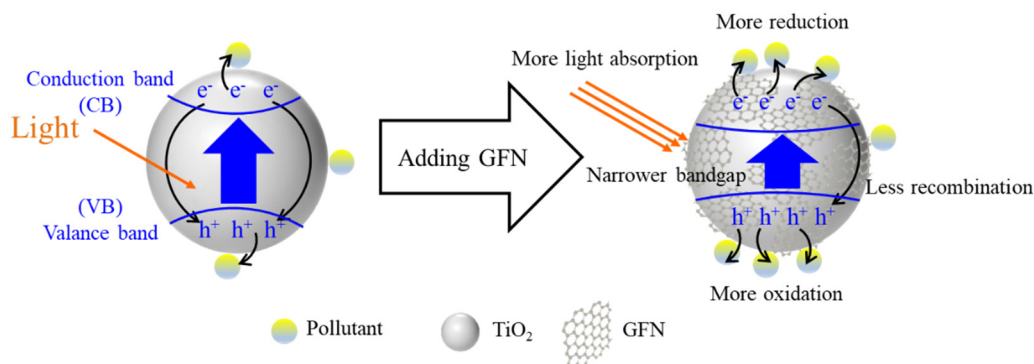 Conduction band
(CB)
Light
(VB)
Valance band
e⁻ e⁻ e⁻
h⁺ h⁺ h⁺
Adding GFN
More light absorption
Narrower bandgap
More reduction
e⁻ e⁻ e⁻ e⁻
Less recombination
h⁺ h⁺ h⁺ h⁺
More oxidation
Pollutant
TiO₂
GFN